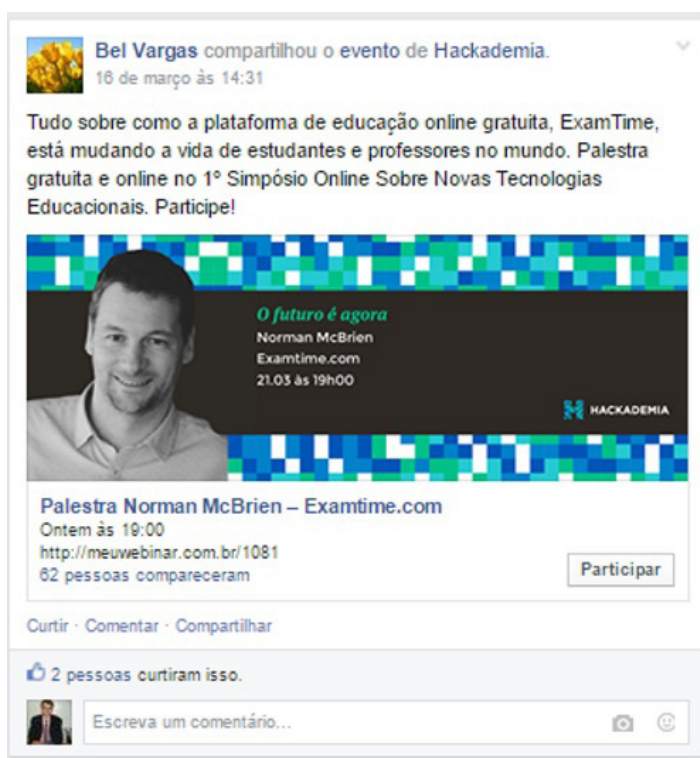 Bel Vargas compartilhou o evento de Hackademia.
16 de março às 14:31
Tudo sobre como a plataforma de educação online gratuita, ExamTime,
está mudando a vida de estudantes e professores no mundo. Palestra
gratuita e online no 1º Simpósio Online Sobre Novas Tecnologias
Educacionais. Participe!
O futuro é agora
Norman McBrien
Examtime.com
21.03 às 19h00
HACKADEMIA
Palestra Norman McBrien – Examtime.com
Ontem às 19:00
http://meuwebinar.com.br/1081
62 pessoas compareceram
Participar
Curtir · Comentar · Compartilhar
2 pessoas curtiram isso.
Escreva um comentário...